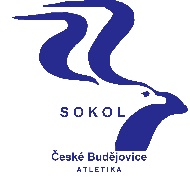 SOKOL
České Budějovice
ATLETIKA